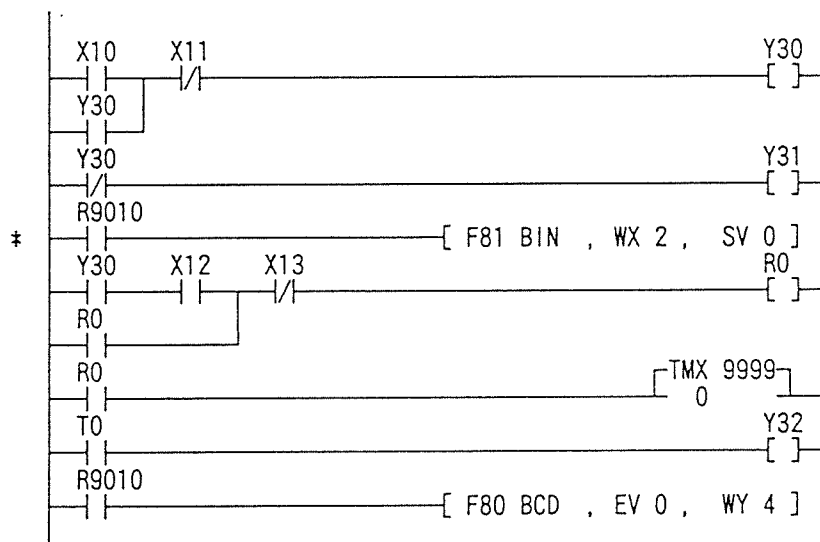 X10 X11 Y30
Y30
Y30 Y31
R9010
‡ [ F81 BIN , WX 2 , SV 0 ]
Y30 X12 X13 R0
R0
R0 TMX 9999
0
T0 Y32
R9010
[ F80 BCD , EV 0 , WY 4 ]